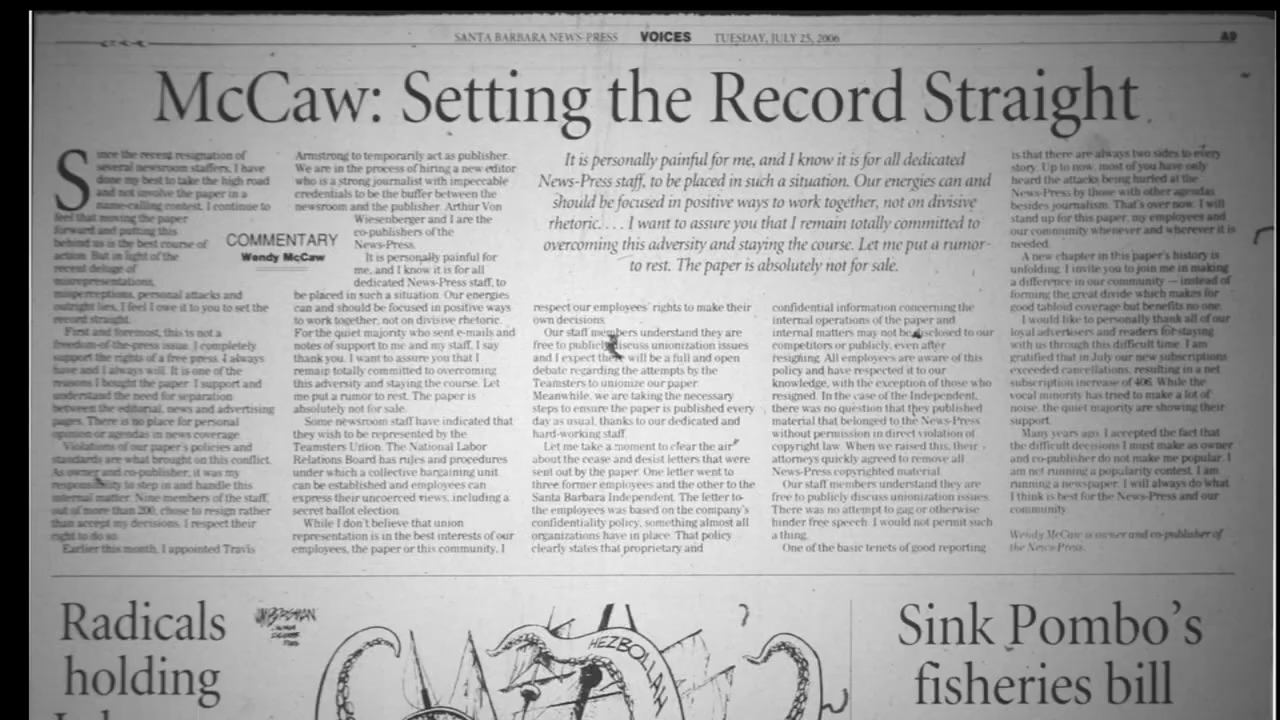 SANTA BARBARA NEWS-PRESS VOICES TUESDAY, JULY 25, 2006 A9
McCaw: Setting the Record Straight
Since the recent resignation of
several newsroom staffers, I have
done my best to take the high road
and not involve the paper in a
name-calling contest. I continue to
feel that moving the paper
forward and putting this
behind us is the best course of
action. But in light of the
recent deluge of
misrepresentations,
misperceptions, personal attacks and
outright lies, I feel I owe it to you to set the
record straight.
First and foremost, this is not a
freedom-of-the-press issue. I completely
support the rights of a free press. I always
have and I always will. It is one of the
reasons I bought the paper. I support and
understand the need for separation
between the editorial, news and advertising
pages. There is no place for personal
opinion or agendas in news coverage.
Violations of our paper's policies and
standards are what brought on this conflict.
As owner and co-publisher, it was my
responsibility to step in and handle this
internal matter. Nine members of the staff,
out of more than 200, chose to resign rather
than accept my decisions. I respect their
right to do so.
Earlier this month, I appointed Travis
COMMENTARY
Wendy McCaw
Armstrong to temporarily act as publisher.
We are in the process of hiring a new editor
who is a strong journalist with impeccable
credentials to be the buffer between the
newsroom and the publisher. Arthur Von
Wiesenberger and I are the
co-publishers of the
News-Press.
It is personally painful for
me, and I know it is for all
dedicated News-Press staff, to
be placed in such a situation. Our energies
can and should be focused in positive ways
to work together, not on divisive rhetoric.
For the quiet majority who sent e-mails and
notes of support to me and my staff, I say
thank you. I want to assure you that I
remain totally committed to overcoming
this adversity and staying the course. Let
me put a rumor to rest. The paper is
absolutely not for sale.
Some newsroom staff have indicated that
they wish to be represented by the
Teamsters Union. The National Labor
Relations Board has rules and procedures
under which a collective bargaining unit
can be established and employees can
express their uncoerced views, including a
secret ballot election.
While I don't believe that union
representation is in the best interests of our
employees, the paper or this community, I
It is personally painful for me, and I know it is for all dedicated
News-Press staff, to be placed in such a situation. Our energies can and
should be focused in positive ways to work together, not on divisive
rhetoric. . . . I want to assure you that I remain totally committed to
overcoming this adversity and staying the course. Let me put a rumor
to rest. The paper is absolutely not for sale.
respect our employees' rights to make their
own decisions.
Our staff members understand they are
free to publicly discuss unionization issues
and I expect there will be a full and open
debate regarding the attempts by the
Teamsters to unionize our paper.
Meanwhile, we are taking the necessary
steps to ensure the paper is published every
day as usual, thanks to our dedicated and
hard-working staff.
Let me take a moment to clear the air
about the cease and desist letters that were
sent out by the paper. One letter went to
three former employees and the other to the
Santa Barbara Independent. The letter to
the employees was based on the company's
confidentiality policy, something almost all
organizations have in place. That policy
clearly states that proprietary and
confidential information concerning the
internal operations of the paper and
internal matters may not be disclosed to our
competitors or publicly, even after
resigning. All employees are aware of this
policy and have respected it to our
knowledge, with the exception of those who
resigned. In the case of the Independent,
there was no question that they published
material that belonged to the News-Press
without permission in direct violation of
copyright law. When we raised this, their
attorneys quickly agreed to remove all
News-Press copyrighted material.
Our staff members understand they are
free to publicly discuss unionization issues.
There was no attempt to gag or otherwise
hinder free speech. I would not permit such
a thing.
One of the basic tenets of good reporting
is that there are always two sides to every
story. Up to now, most of you have only
heard the attacks being hurled at the
News-Press by those with other agendas
besides journalism. That's over now. I will
stand up for this paper, my employees and
our community whenever and wherever it is
needed.
A new chapter in this paper's history is
unfolding. I invite you to join me in making
a difference in our community — instead of
forming the great divide which makes for
good tabloid coverage but benefits no one.
I would like to personally thank all of our
loyal advertisers and readers for staying
with us through this difficult time. I am
gratified that in July our new subscriptions
exceeded cancellations, resulting in a net
subscription increase of 406. While the
vocal minority has tried to make a lot of
noise, the quiet majority are showing their
support.
Many years ago I accepted the fact that
the difficult decisions I must make as owner
and co-publisher do not make me popular. I
am not running a popularity contest. I am
running a newspaper. I will always do what
I think is best for the News-Press and our
community.
Wendy McCaw is owner and co-publisher of
the News-Press.
Radicals
holding
HEZBOLLAH
Sink Pombo's
fisheries bill